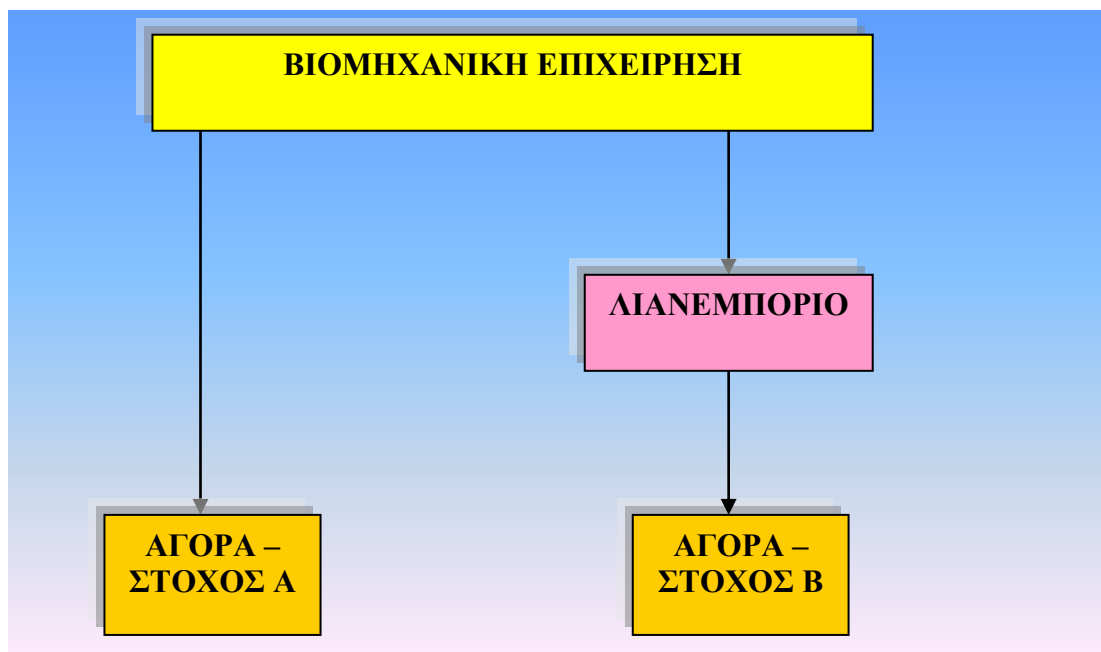 ΒΙΟΜΗΧΑΝΙΚΗ ΕΠΙΧΕΙΡΗΣΗ
ΛΙΑΝΕΜΠΟΡΙΟ
ΑΓΟΡΑ –
ΣΤΟΧΟΣ Α
ΑΓΟΡΑ –
ΣΤΟΧΟΣ Β